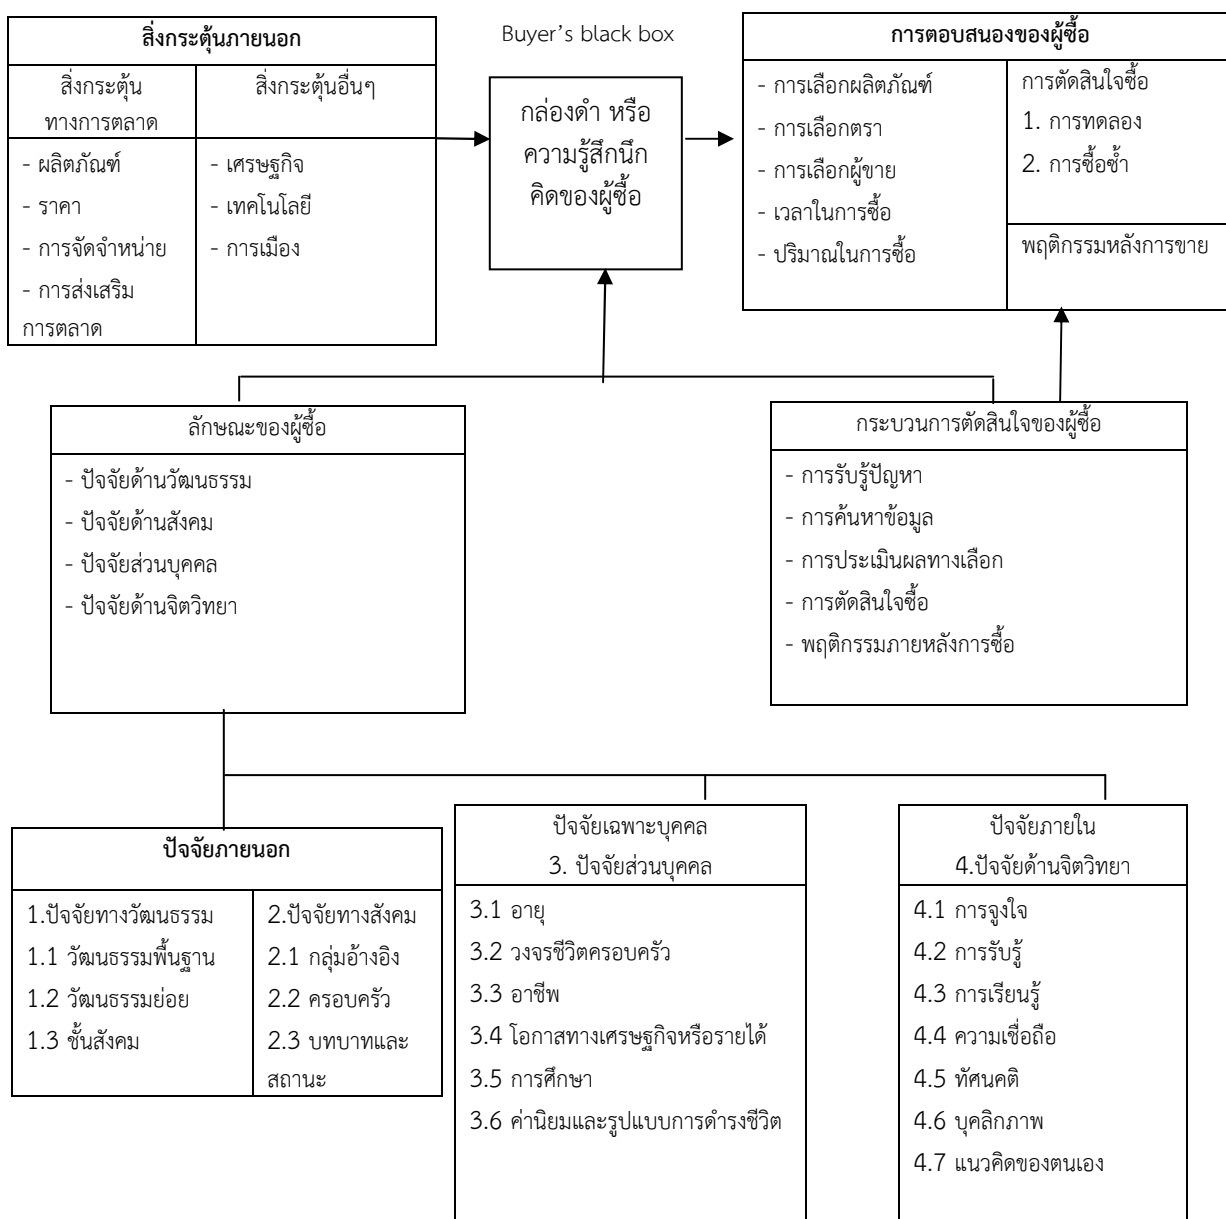 สิ่งกระตุ้นภายนอก
สิ่งกระตุ้น
ทางการตลาด
สิ่งกระตุ้นอื่นๆ
- ผลิตภัณฑ์
- ราคา
- การจัดจำหน่าย
- การส่งเสริม
การตลาด
- เศรษฐกิจ
- เทคโนโลยี
- การเมือง
Buyer's black box
กล่องดำ หรือ
ความรู้สึกนึก
คิดของผู้ซื้อ
การตอบสนองของผู้ซื้อ
- การเลือกผลิตภัณฑ์
- การเลือกตรา
- การเลือกผู้ขาย
- เวลาในการซื้อ
- ปริมาณในการซื้อ
การตัดสินใจซื้อ
1. การทดลอง
2. การซื้อซ้ำ
พฤติกรรมหลังการขาย
ลักษณะของผู้ซื้อ
- ปัจจัยด้านวัฒนธรรม
- ปัจจัยด้านสังคม
- ปัจจัยส่วนบุคคล
- ปัจจัยด้านจิตวิทยา
กระบวนการตัดสินใจของผู้ซื้อ
- การรับรู้ปัญหา
- การค้นหาข้อมูล
- การประเมินผลทางเลือก
- การตัดสินใจซื้อ
- พฤติกรรมภายหลังการซื้อ
ปัจจัยภายนอก
1.ปัจจัยทางวัฒนธรรม
1.1 วัฒนธรรมพื้นฐาน
1.2 วัฒนธรรมย่อย
1.3 ชั้นสังคม
2.ปัจจัยทางสังคม
2.1 กลุ่มอ้างอิง
2.2 ครอบครัว
2.3 บทบาทและ
สถานะ
ปัจจัยเฉพาะบุคคล
3. ปัจจัยส่วนบุคคล
3.1 อายุ
3.2 วงจรชีวิตครอบครัว
3.3 อาชีพ
3.4 โอกาสทางเศรษฐกิจหรือรายได้
3.5 การศึกษา
3.6 ค่านิยมและรูปแบบการดำรงชีวิต
ปัจจัยภายใน
4.ปัจจัยด้านจิตวิทยา
4.1 การจูงใจ
4.2 การรับรู้
4.3 การเรียนรู้
4.4 ความเชื่อถือ
4.5 ทัศนคติ
4.6 บุคลิกภาพ
4.7 แนวคิดของตนเอง